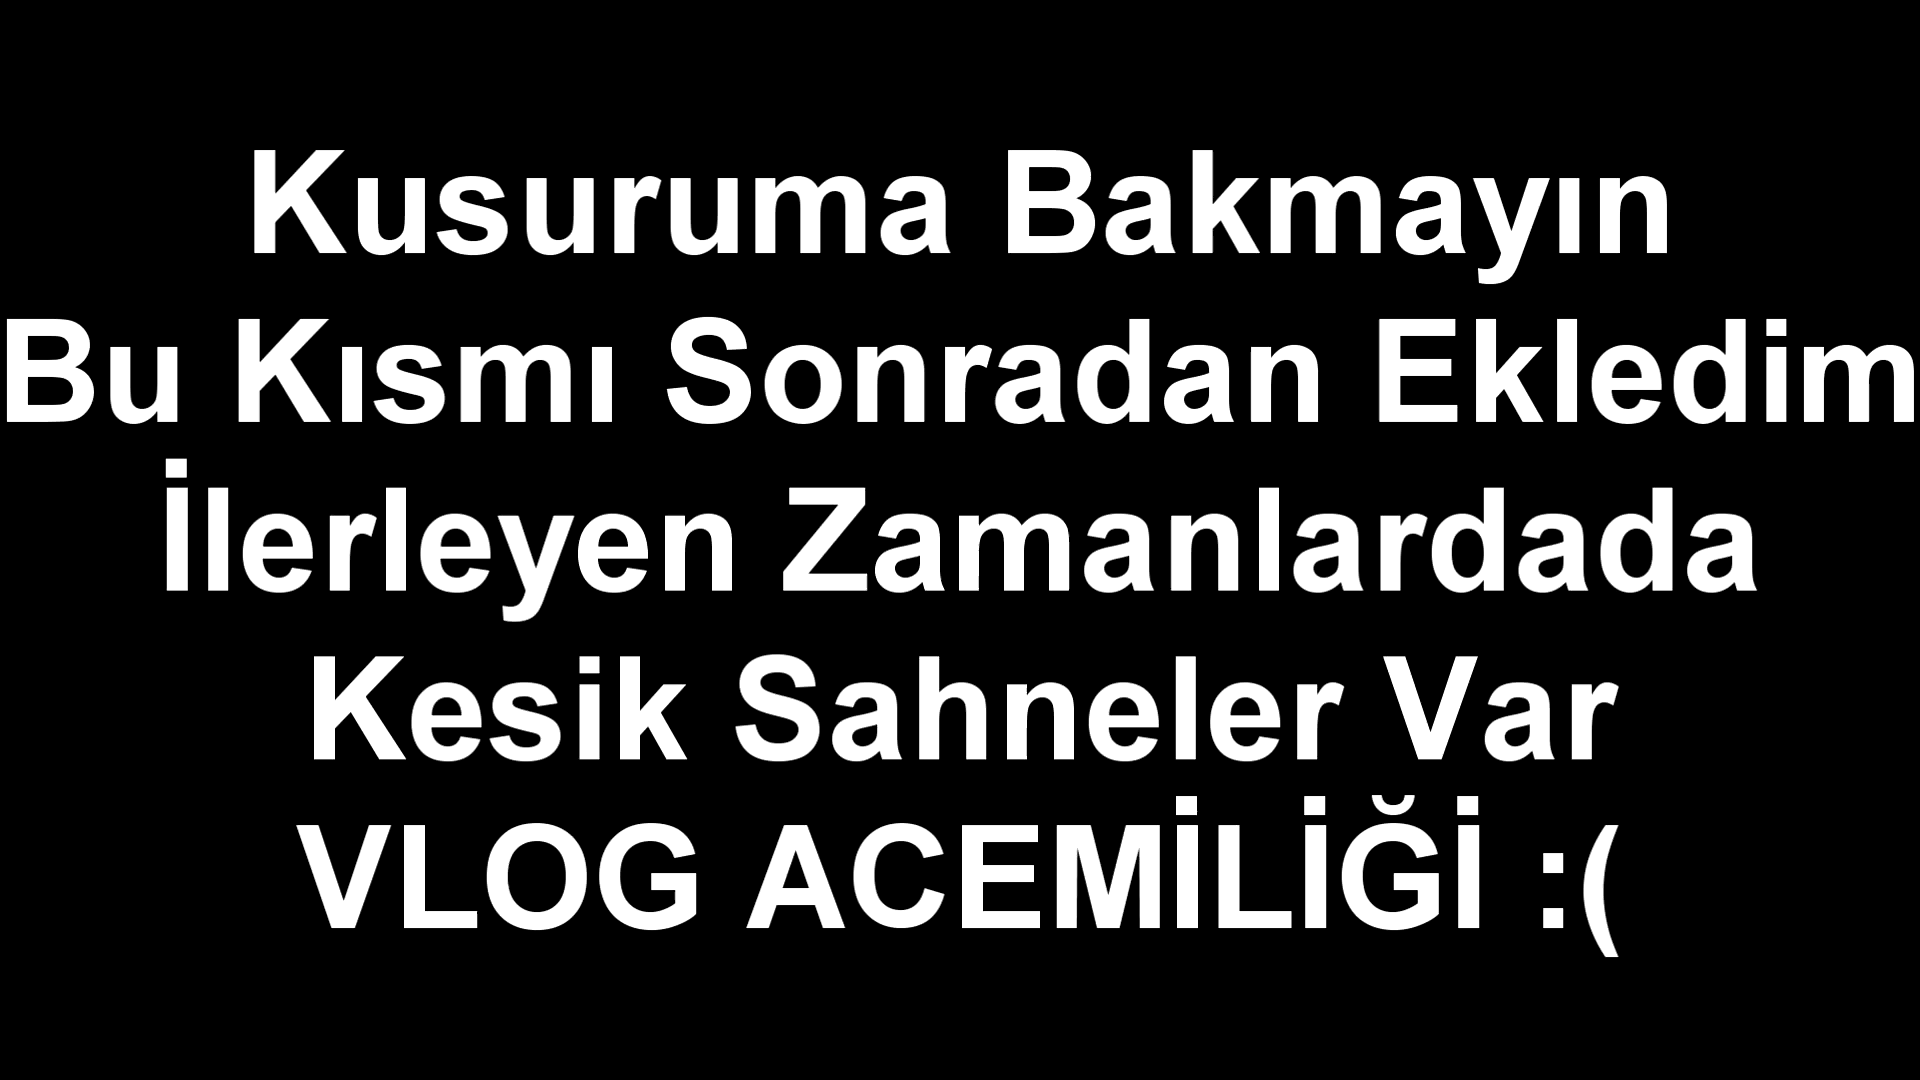 Kusuruma Bakmayın
Bu Kısmı Sonradan Ekledim
İlerleyen Zamanlardada
Kesik Sahneler Var
VLOG ACEMİLİĞİ :(